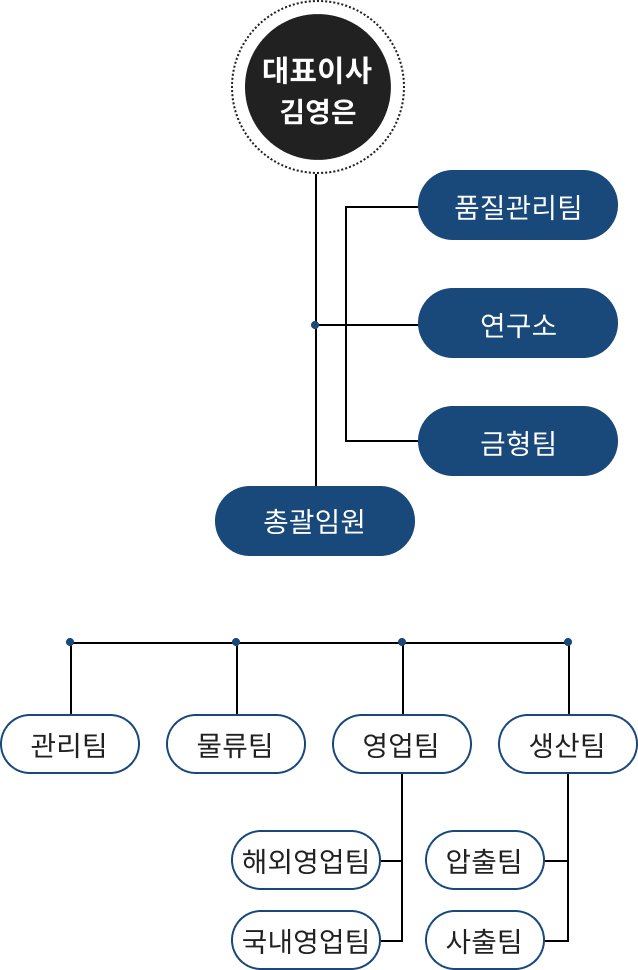 대표이사
김영은
품질관리팀
연구소
금형팀
총괄임원
관리팀
물류팀
영업팀
생산팀
해외영업팀
압출팀
국내영업팀
사출팀